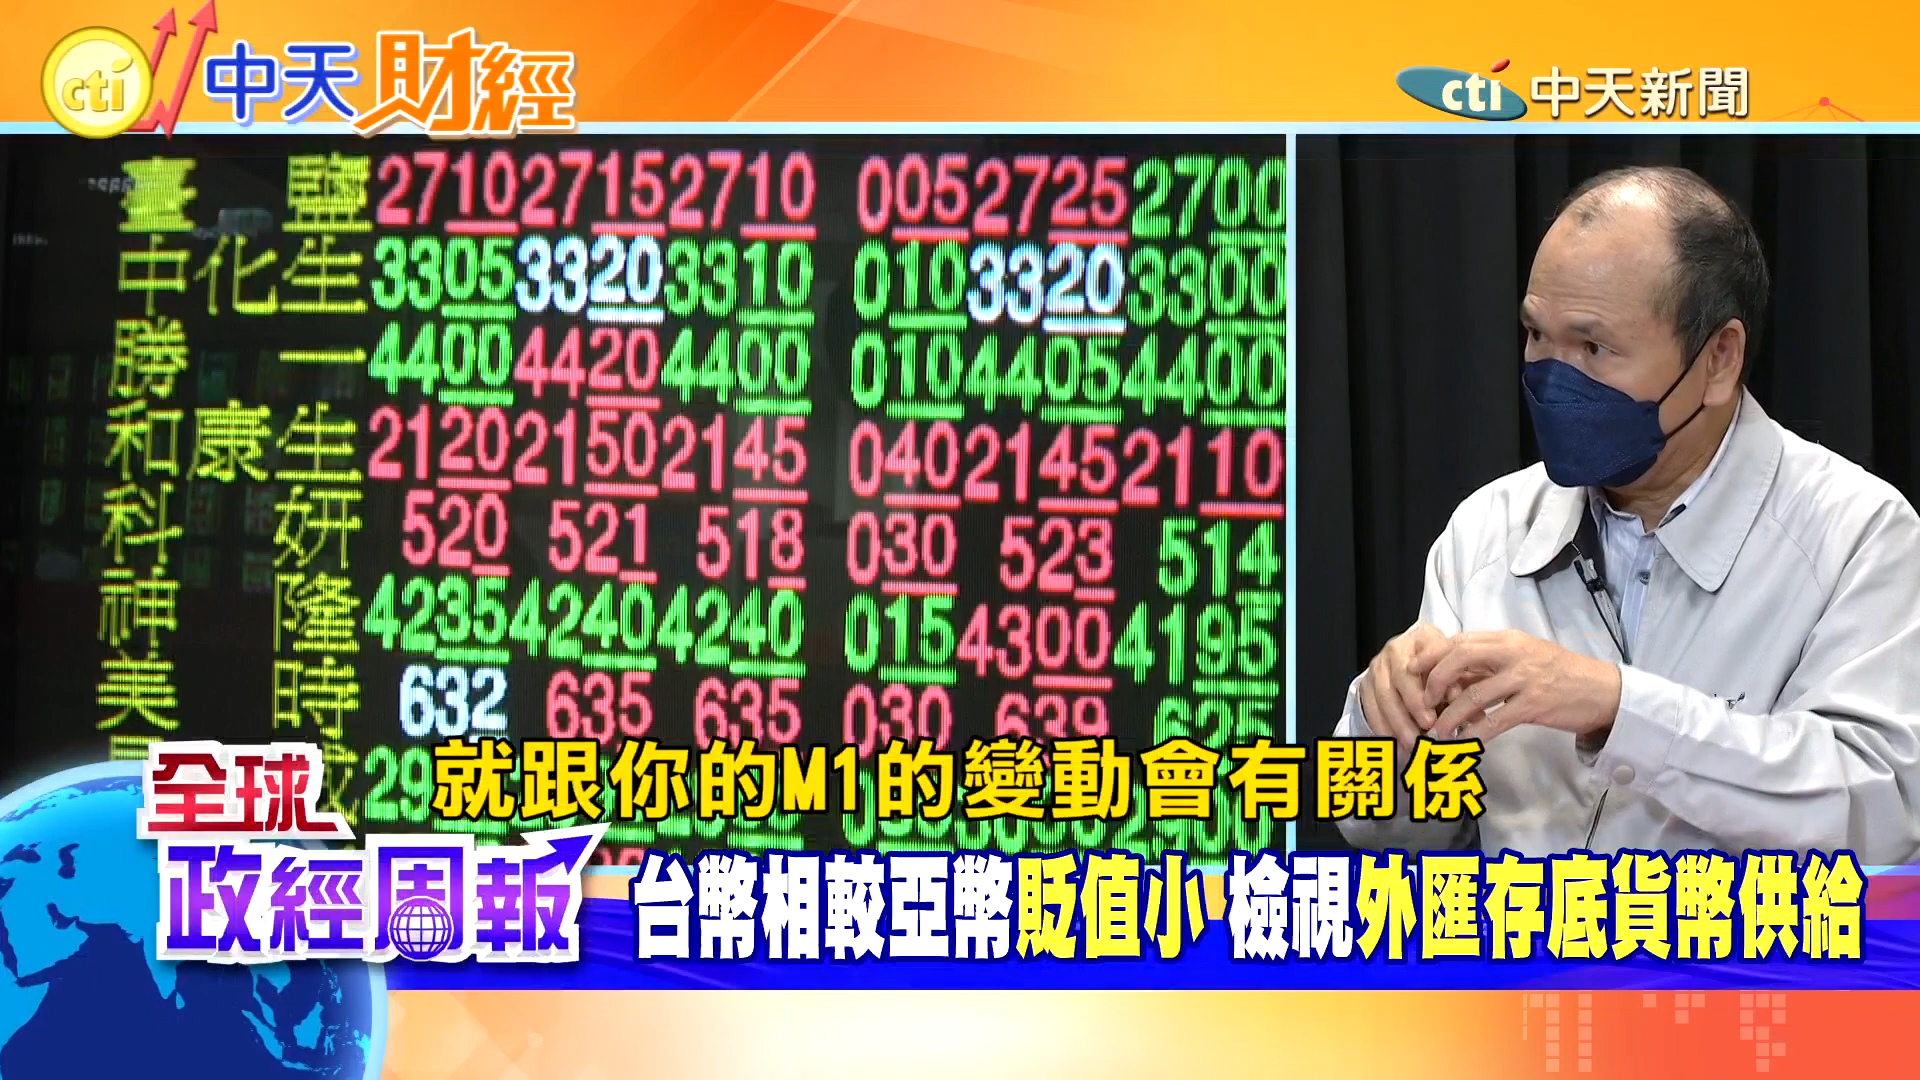 cti 中天財經
cti 中天新聞
臺鹽 2710 2715 2710 005 2725 2700
中化生 3305 3320 3310 010 3320 3300
勝一 4400 4420 4400 010 4405 4400
和康生 2120 2150 2145 040 2145 2110
科妍 520 521 518 030 523 514
神隆 4235 4240 4240 015 4300 4195
美時 632 635 635 030 639 625
就跟你的M1的變動會有關係
全球
政經周報
台幣相較亞幣貶值小 檢視外匯存底貨幣供給